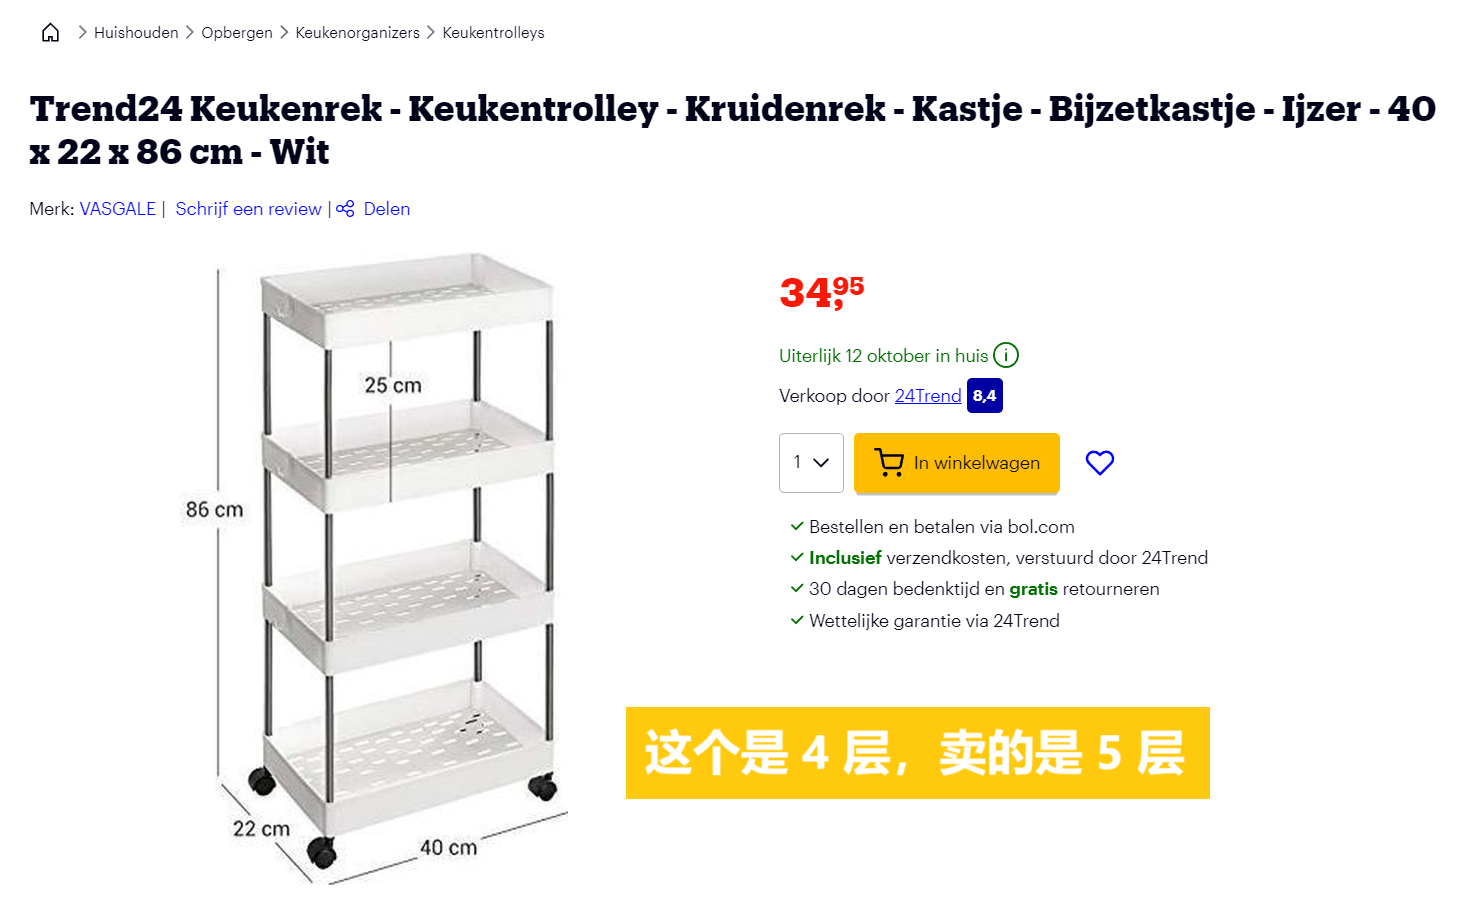 Huishouden > Opbergen > Keukenorganizers > Keukentrolleys
Trend24 Keukenrek - Keukentrolley - Kruidenrek - Kastje - Bijzetkastje - Ijzer - 40
x 22 x 86 cm - Wit
Merk: VASGALE | Schrijf een review | Delen
34,95
Uiterlijk 12 oktober in huis
Verkoop door 24Trend 8,4
1
In winkelwagen
Bestellen en betalen via bol.com
Inclusief verzendkosten, verstuurd door 24Trend
30 dagen bedenktijd en gratis retourneren
Wettelijke garantie via 24Trend
25 cm
86 cm
22 cm
40 cm
这个是 4 层，卖的是 5 层